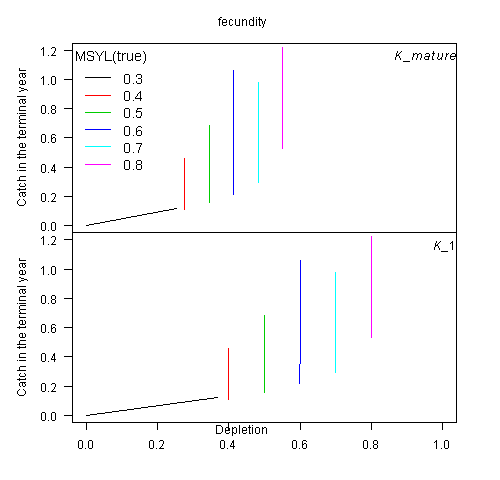 fecundity
MSYL(true)
0.3
0.4
0.5
0.6
0.7
0.8
K_mature
Catch in the terminal year
1.2
1.0
0.8
0.6
0.4
0.2
0.0
K_1
Catch in the terminal year
1.2
1.0
0.8
0.6
0.4
0.2
0.0
Depletion
0.0 0.2 0.4 0.6 0.8 1.0